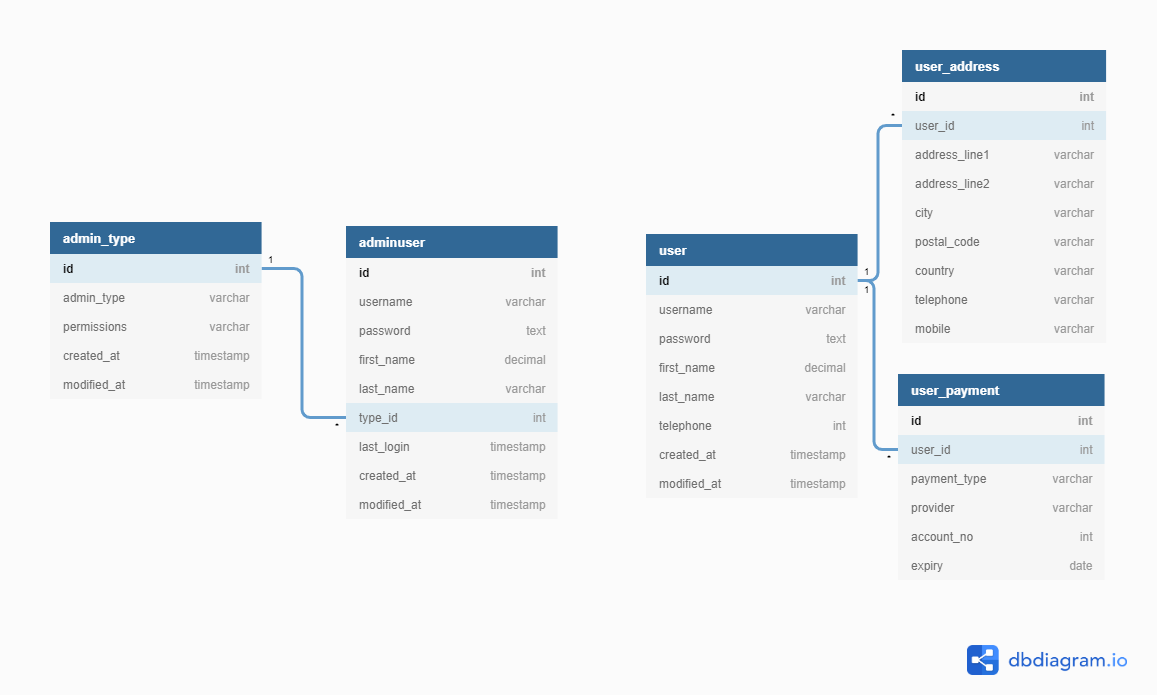 admin_type
id int
admin_type varchar
permissions varchar
created_at timestamp
modified_at timestamp
1
*
adminuser
id int
username varchar
password text
first_name decimal
last_name varchar
type_id int
last_login timestamp
created_at timestamp
modified_at timestamp
user
id int
username varchar
password text
first_name decimal
last_name varchar
telephone int
created_at timestamp
modified_at timestamp
1
1
*
*
user_address
id int
user_id int
address_line1 varchar
address_line2 varchar
city varchar
postal_code varchar
country varchar
telephone varchar
mobile varchar
user_payment
id int
user_id int
payment_type varchar
provider varchar
account_no int
expiry date
dbdiagram.io